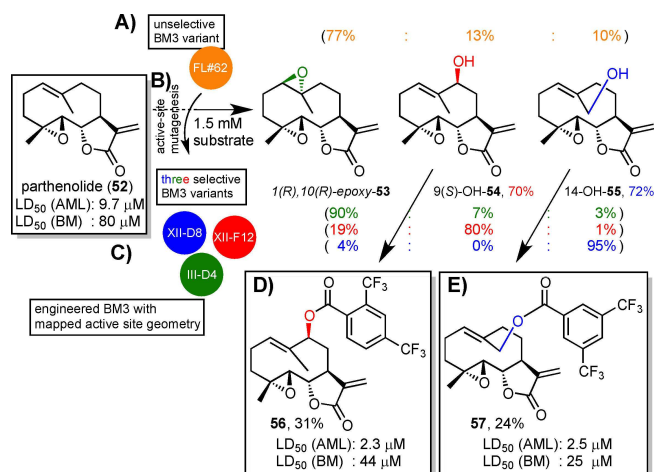 A)
unselective
BM3 variant
FL#62
(77% : 13% : 10%)
B)
active-site
mutagenesis
1.5 mM
substrate
O
OH
OH
O
O
O
O
O
O
O
O
O
O
O
O
parthenolide (52)
LD50 (AML): 9.7 μM
LD50 (BM) : 80 μM
three selective
BM3 variants
1(R),10(R)-epoxy-53
9(S)-OH-54, 70%
14-OH-55, 72%
(90% : 7% : 3%)
(19% : 80% : 1%)
(4% : 0% : 95%)
C)
XII-D8
XII-F12
III-D4
engineered BM3 with
mapped active site geometry
D)
O
CF3
O
CF3
O
O
O
56, 31%
LD50 (AML): 2.3 μM
LD50 (BM) : 44 μM
E)
O
CF3
O
CF3
O
O
O
57, 24%
LD50 (AML): 2.5 μM
LD50 (BM) : 25 μM